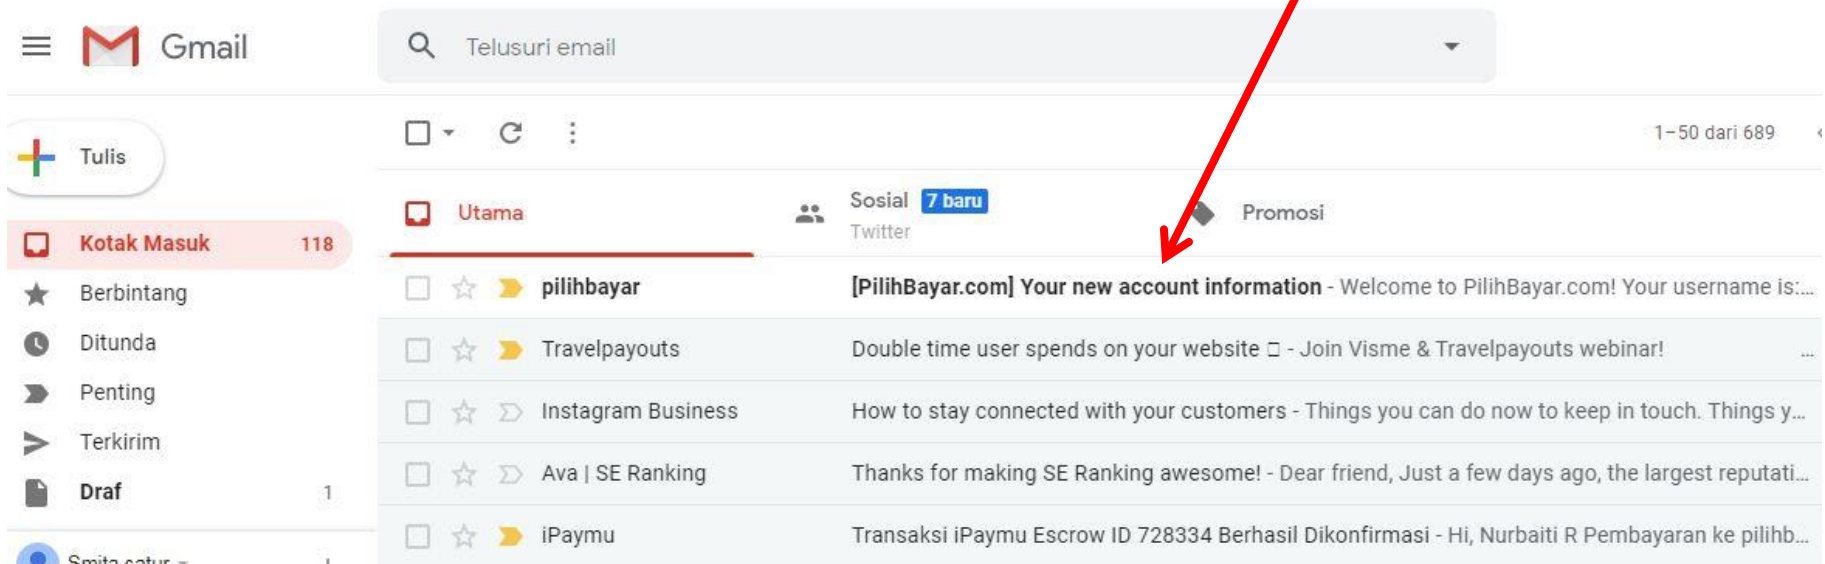 Gmail
Telusuri email
Tulis
1–50 dari 689
Utama
Sosial 7 baru
Twitter
Promosi
Kotak Masuk 118
Berbintang
Ditunda
Penting
Terkirim
Draf 1
pilihbayar [PilihBayar.com] Your new account information - Welcome to PilihBayar.com! Your username is:...
Travelpayouts Double time user spends on your website □ - Join Visme & Travelpayouts webinar! ...
Instagram Business How to stay connected with your customers - Things you can do now to keep in touch. Things y...
Ava | SE Ranking Thanks for making SE Ranking awesome! - Dear friend, Just a few days ago, the largest reputati...
iPaymu Transaksi iPaymu Escrow ID 728334 Berhasil Dikonfirmasi - Hi, Nurbaiti R Pembayaran ke pilihb...